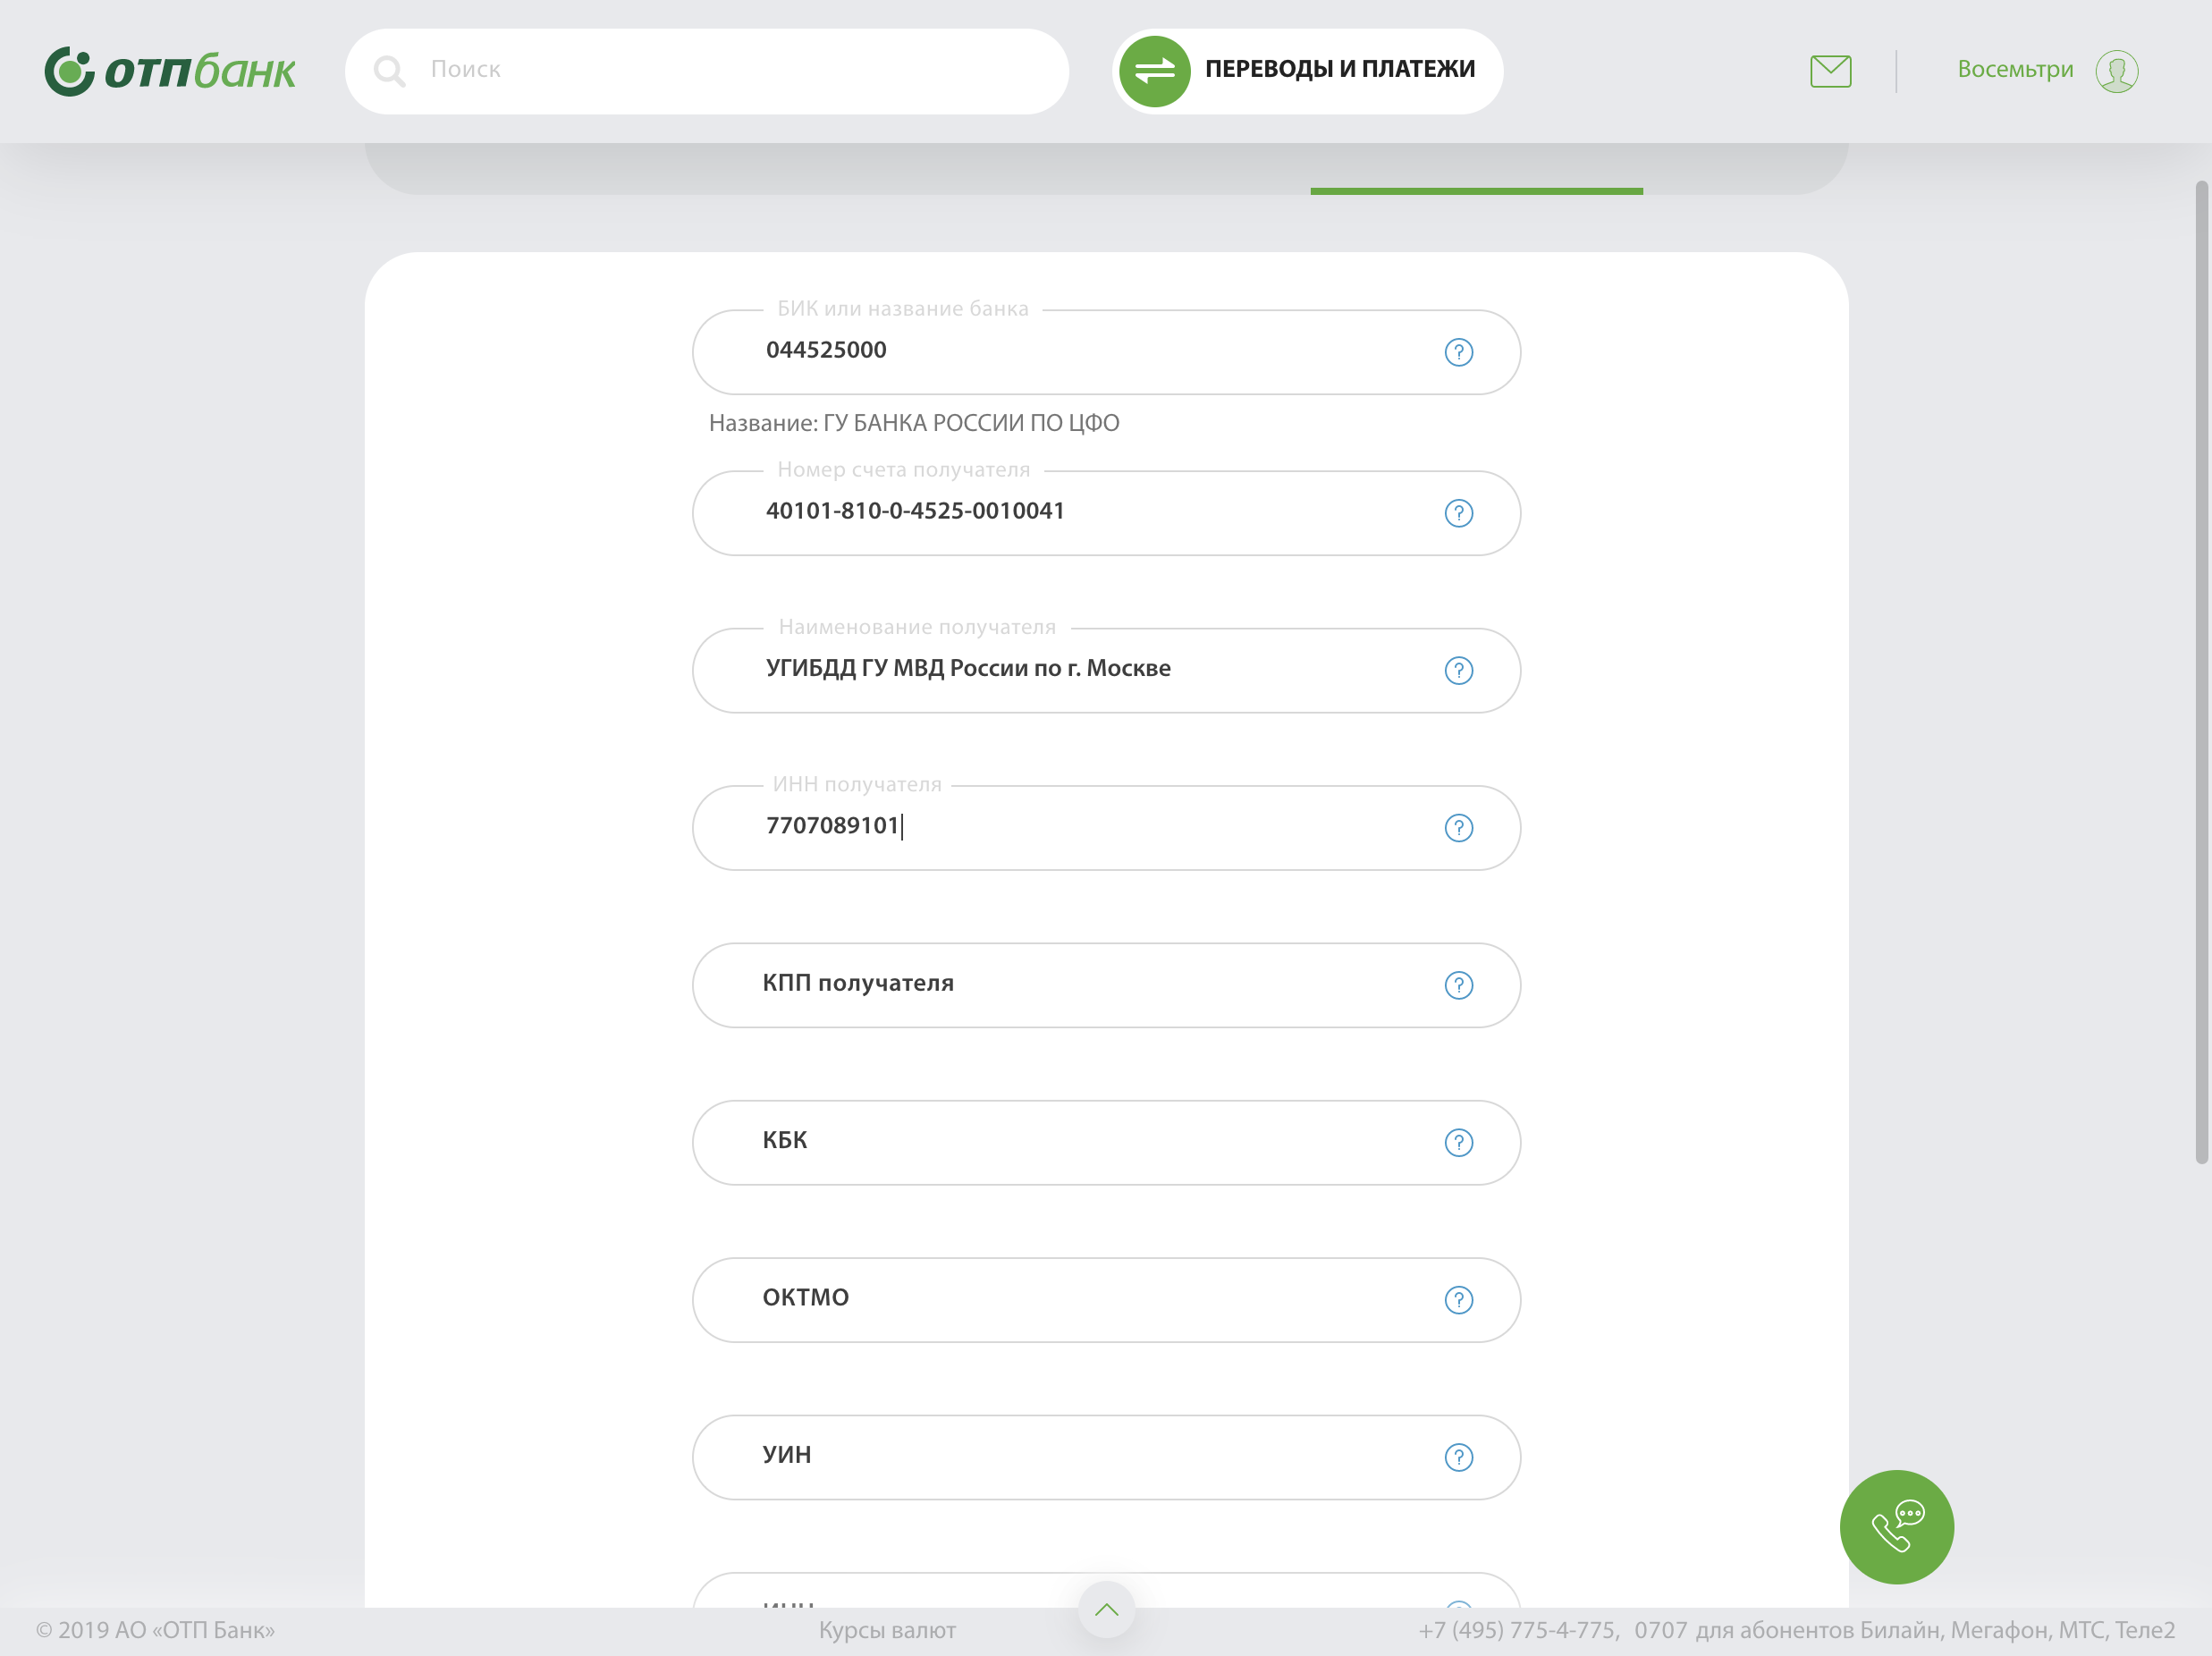 отпбанк
Поиск
ПЕРЕВОДЫ И ПЛАТЕЖИ
Восемьтри
БИК или название банка
044525000
Название: ГУ БАНКА РОССИИ ПО ЦФО
Номер счета получателя
40101-810-0-4525-0010041
Наименование получателя
УГИБДД ГУ МВД России по г. Москве
ИНН получателя
7707089101
КПП получателя
КБК
ОКТМО
УИН
© 2019 АО «ОТП Банк»
Курсы валют
+7 (495) 775-4-775, 0707 для абонентов Билайн, Мегафон, МТС, Теле2